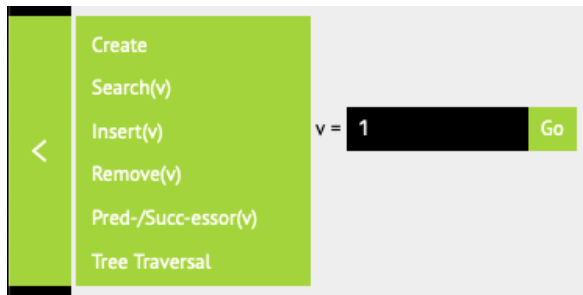 Create
Search(v)
Insert(v)
v = 1 Go
<
Remove(v)
Pred-/Succ-essor(v)
Tree Traversal